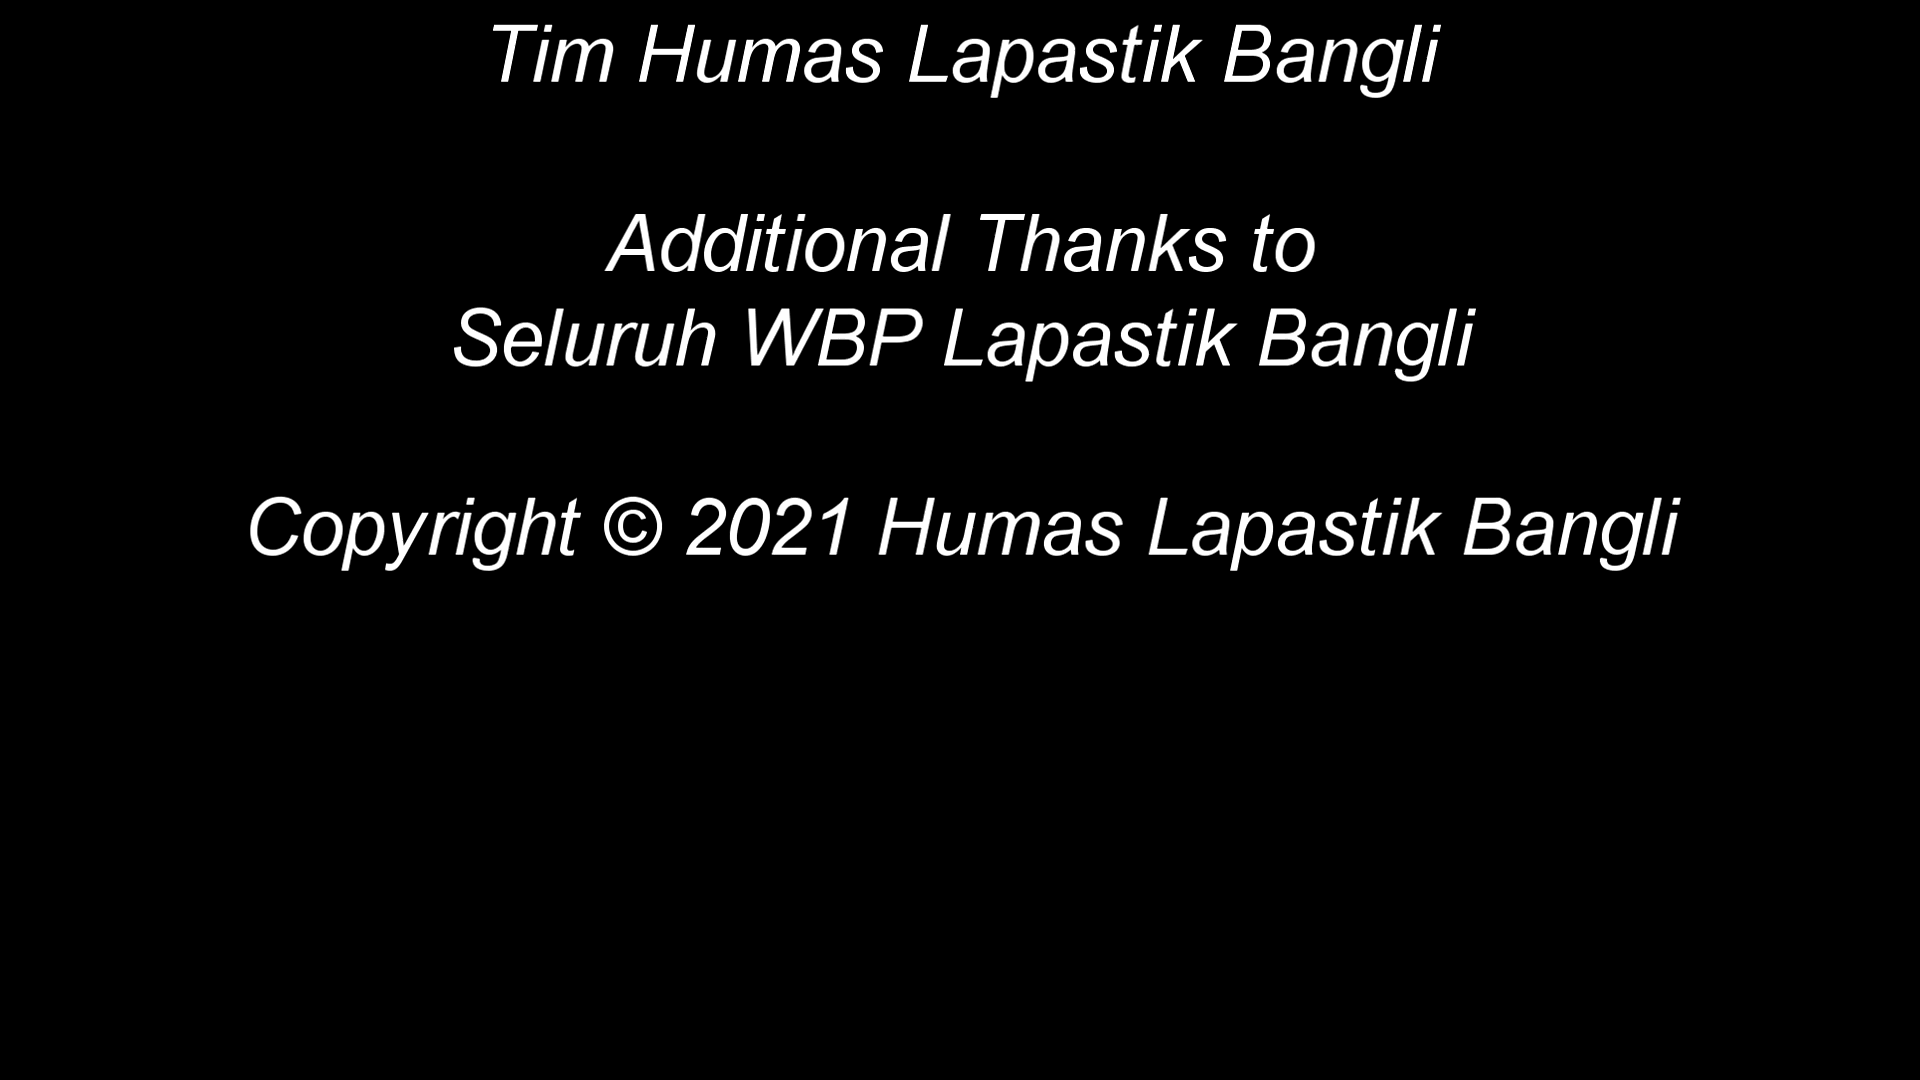 Tim Humas Lapastik Bangli
Additional Thanks to
Seluruh WBP Lapastik Bangli
Copyright © 2021 Humas Lapastik Bangli